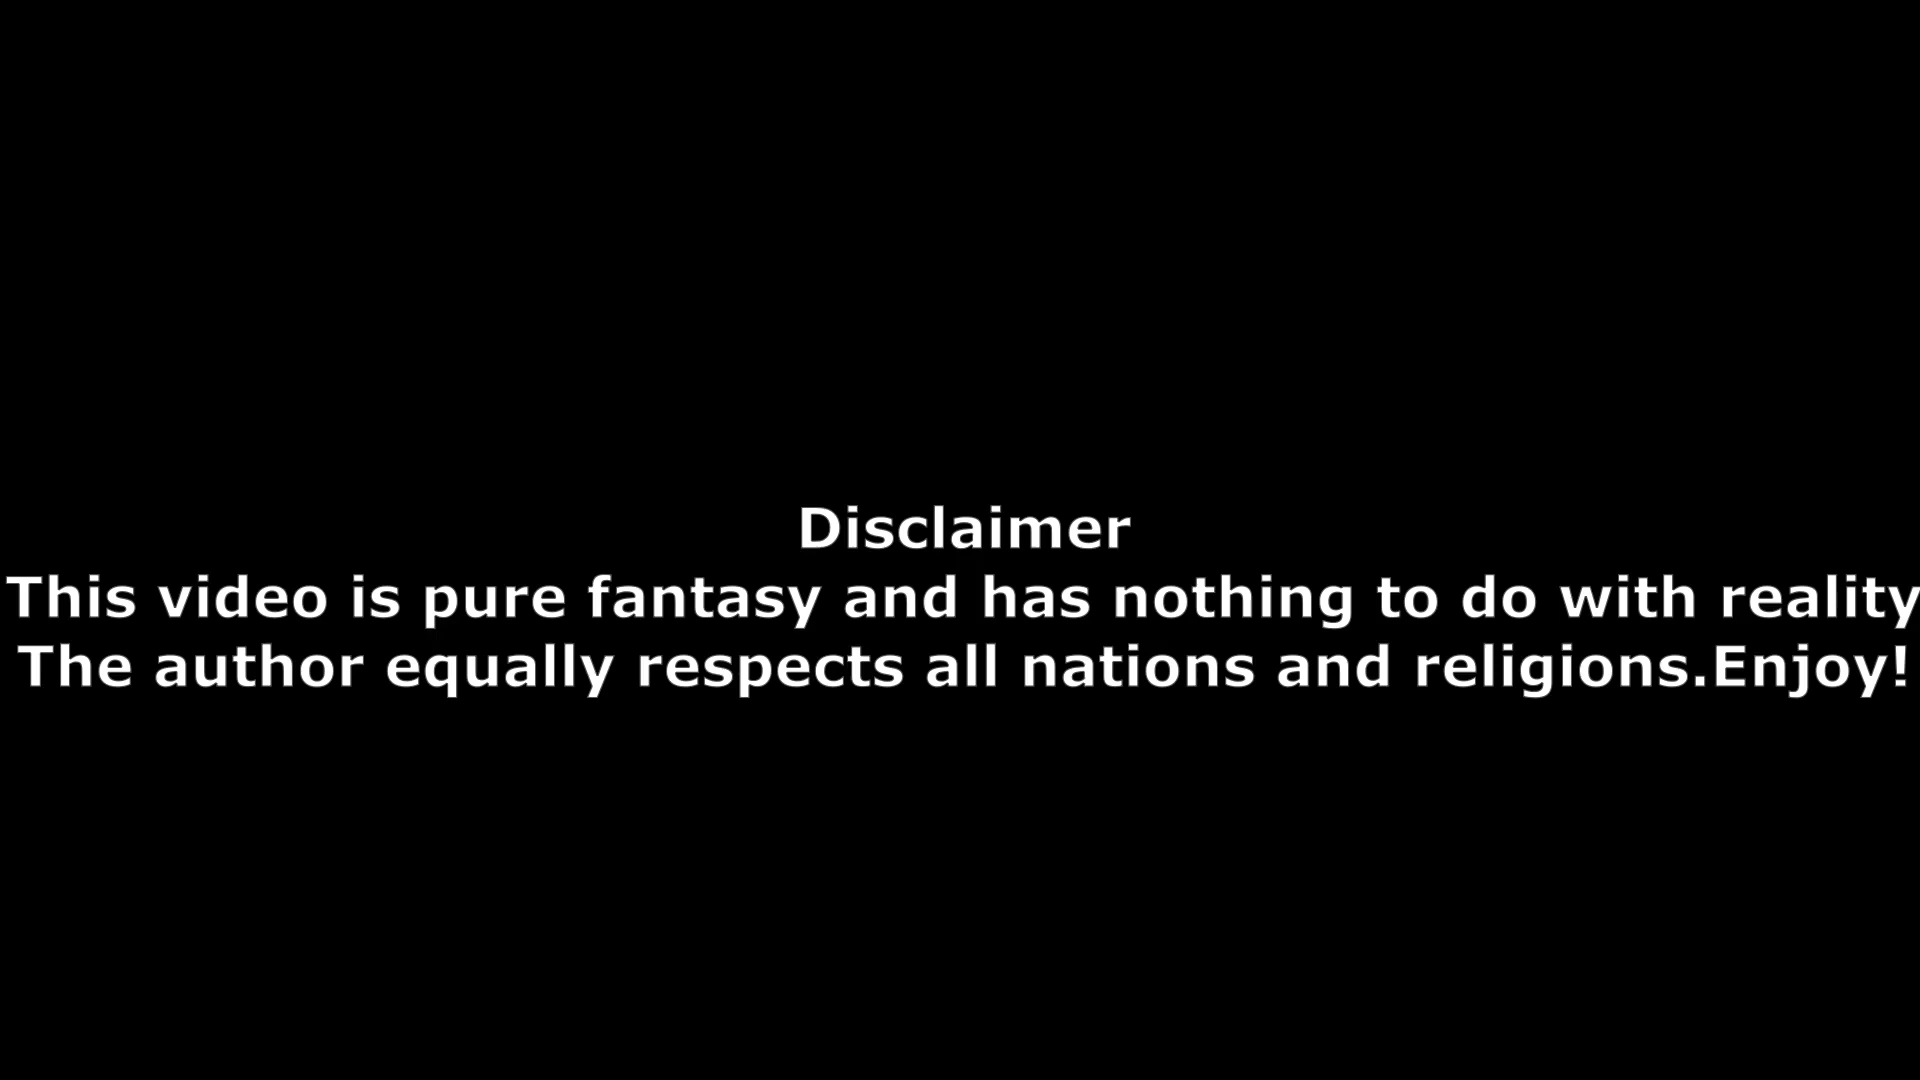 Disclaimer
This video is pure fantasy and has nothing to do with reality
The author equally respects all nations and religions.Enjoy!